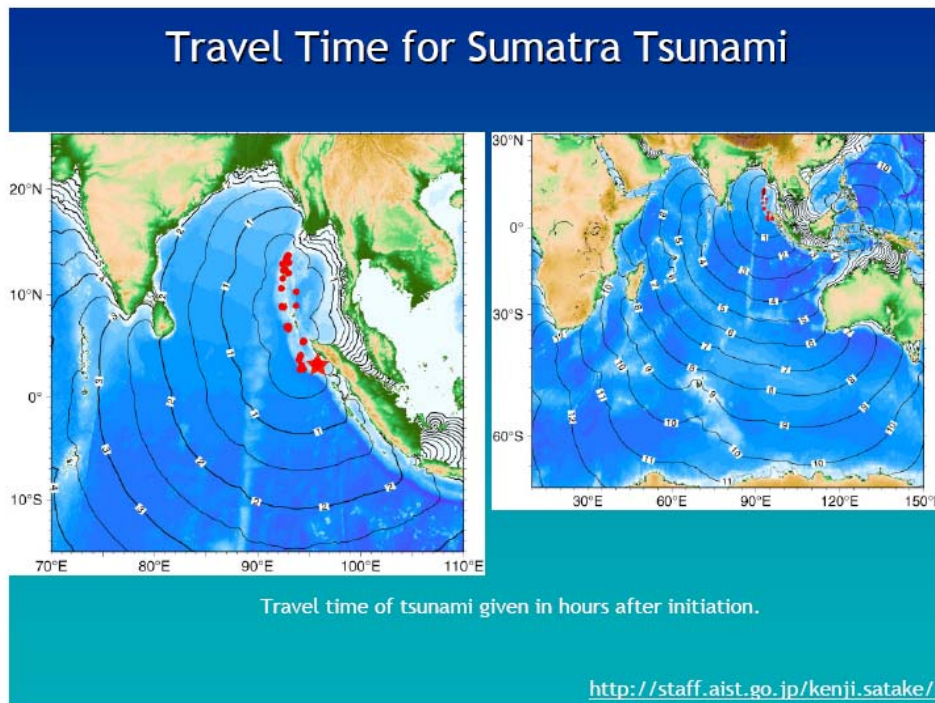 Travel Time for Sumatra Tsunami
20°N
10°N
0°
10°S
70°E 80°E 90°E 100°E 110°E
30°N
0°
30°S
60°S
30°E 60°E 90°E 120°E 150°E
Travel time of tsunami given in hours after initiation.
http://staff.aist.go.jp/kenji.satake/